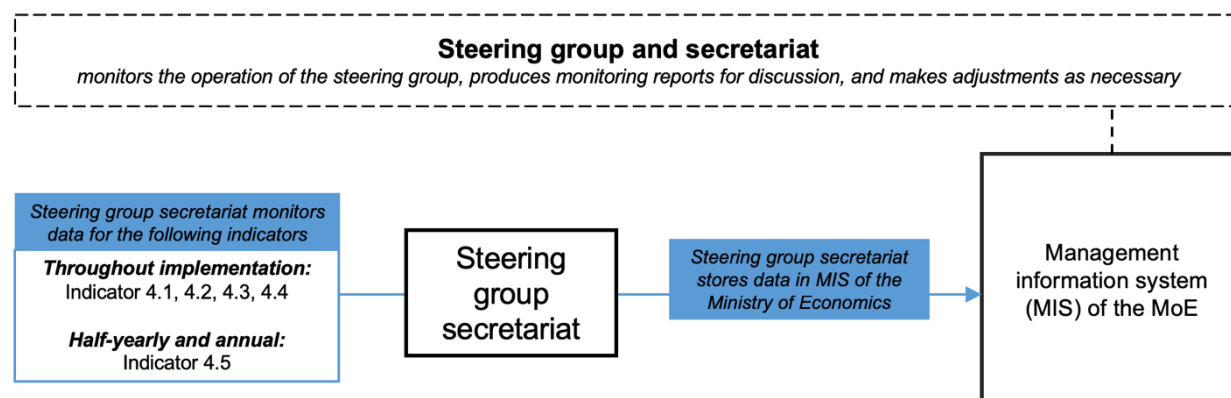 Steering group and secretariat
monitors the operation of the steering group, produces monitoring reports for discussion, and makes adjustments as necessary
Steering group secretariat monitors
data for the following indicators
Throughout implementation:
Indicator 4.1, 4.2, 4.3, 4.4
Half-yearly and annual:
Indicator 4.5
Steering
group
secretariat
Steering group secretariat
stores data in MIS of the
Ministry of Economics
Management
information system
(MIS) of the MoE